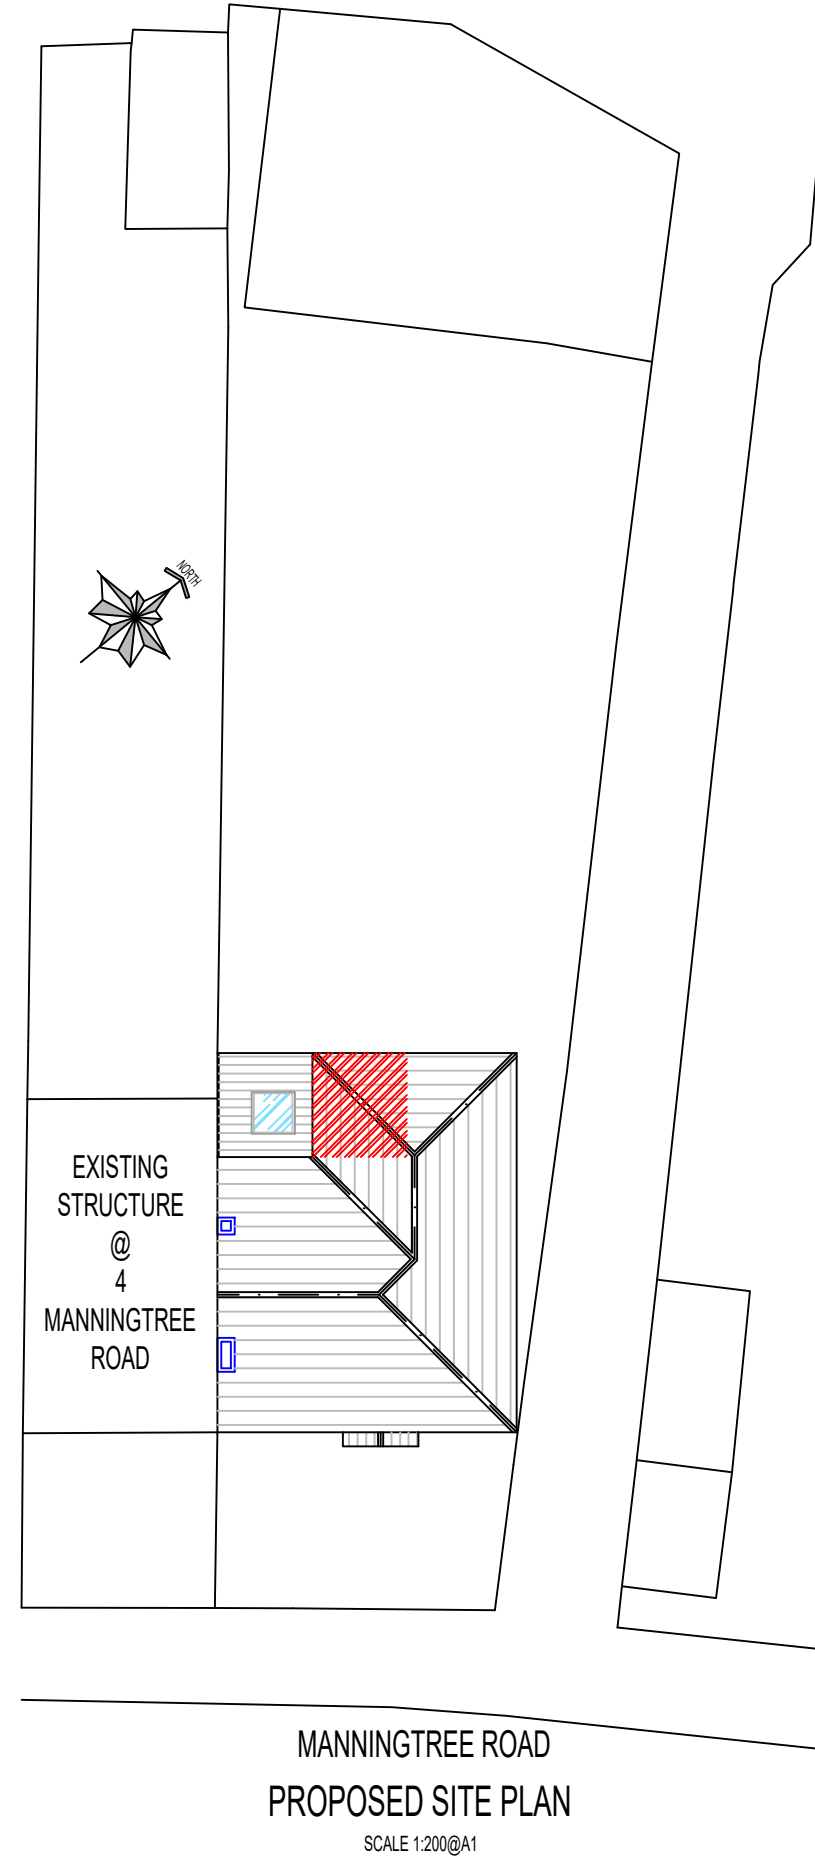 NORTH
EXISTING
STRUCTURE
@
4
MANNINGTREE
ROAD
MANNINGTREE ROAD
PROPOSED SITE PLAN
SCALE 1:200@A1